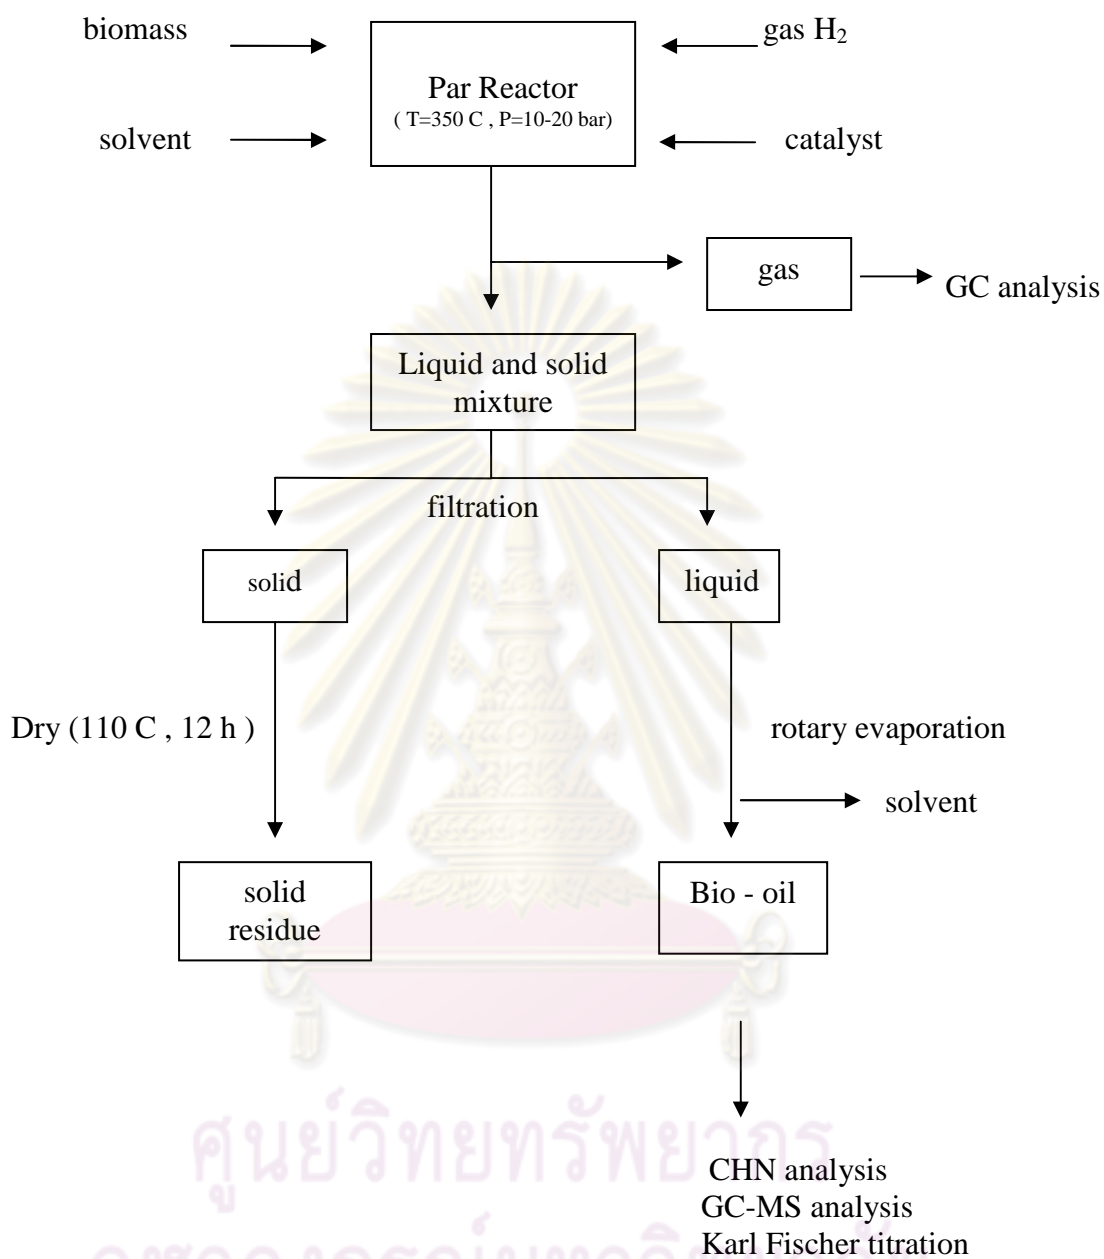 biomass
gas H₂
Par Reactor
( T=350 C , P=10-20 bar)
solvent
catalyst
gas
GC analysis
Liquid and solid
mixture
filtration
solid
liquid
Dry (110 C , 12 h )
rotary evaporation
solvent
solid
residue
Bio - oil
ศูนย์วิทยทรัพยากร
CHN analysis
GC-MS analysis
Karl Fischer titration